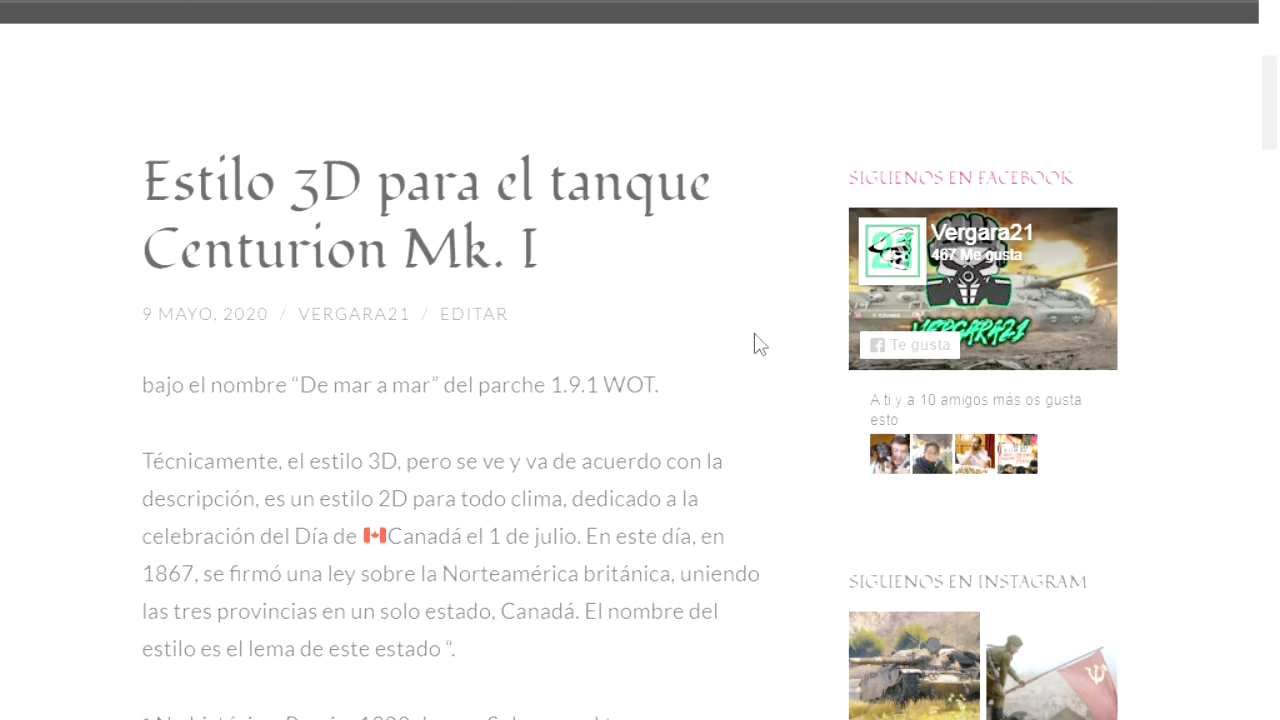 Estilo 3D para el tanque
Centurion Mk. I
9 MAYO, 2020 / VERGARA21 / EDITAR
bajo el nombre “De mar a mar” del parche 1.9.1 WOT.
Técnicamente, el estilo 3D, pero se ve y va de acuerdo con la
descripción, es un estilo 2D para todo clima, dedicado a la
celebración del Día de 🇨🇦Canadá el 1 de julio. En este día, en
1867, se firmó una ley sobre la Norteamérica británica, uniendo
las tres provincias en un solo estado, Canadá. El nombre del
estilo es el lema de este estado “.
SIGUENOS EN FACEBOOK
Vergara21
467 Me gusta
VERGARA21
Te gusta
A ti y a 10 amigos más os gusta
esto
SIGUENOS EN INSTAGRAM